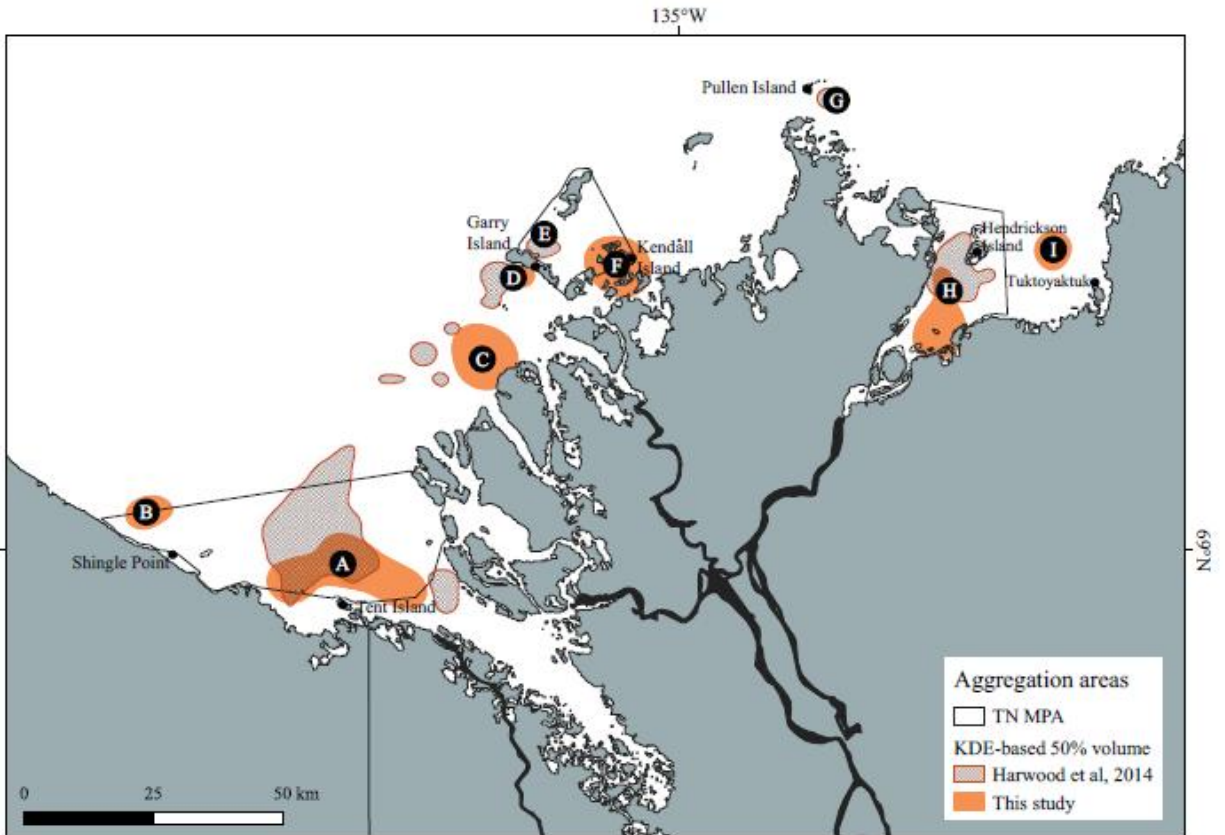 135°W
Pullen Island
G
Garry
Island
E
Hendrickson
Island
I
Kendall
Island
F
D
H
Tuktoyaktuk
C
B
Shingle Point
A
69°N
Tent Island
Aggregation areas
TN MPA
KDE-based 50% volume
Harwood et al, 2014
This study
0 25 50 km